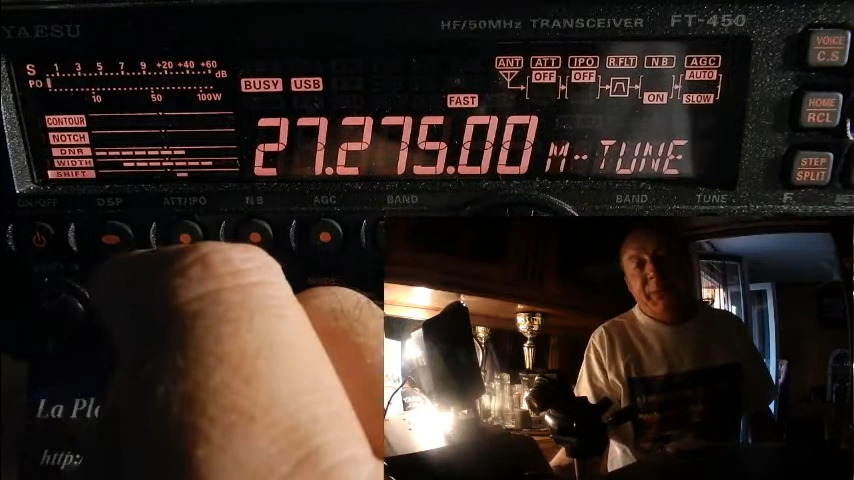 YAESU
HF/50MHz TRANSCEIVER FT-450
S 1 3 5 7 9 +20 +40 +60 dB
PO
10 50 100W
BUSY USB
FAST
ANT ATT IPO R.FLT NB AGC
OFF OFF AUTO
ON SLOW
CONTOUR
NOTCH
DNR
WIDTH
SHIFT
27.275.00 M-TUNE
VOICE
C.S
HOME
RCL
STEP
SPLIT
ON/OFF DSP ATT/IPO NB AGC BAND BAND TUNE F
La
http: